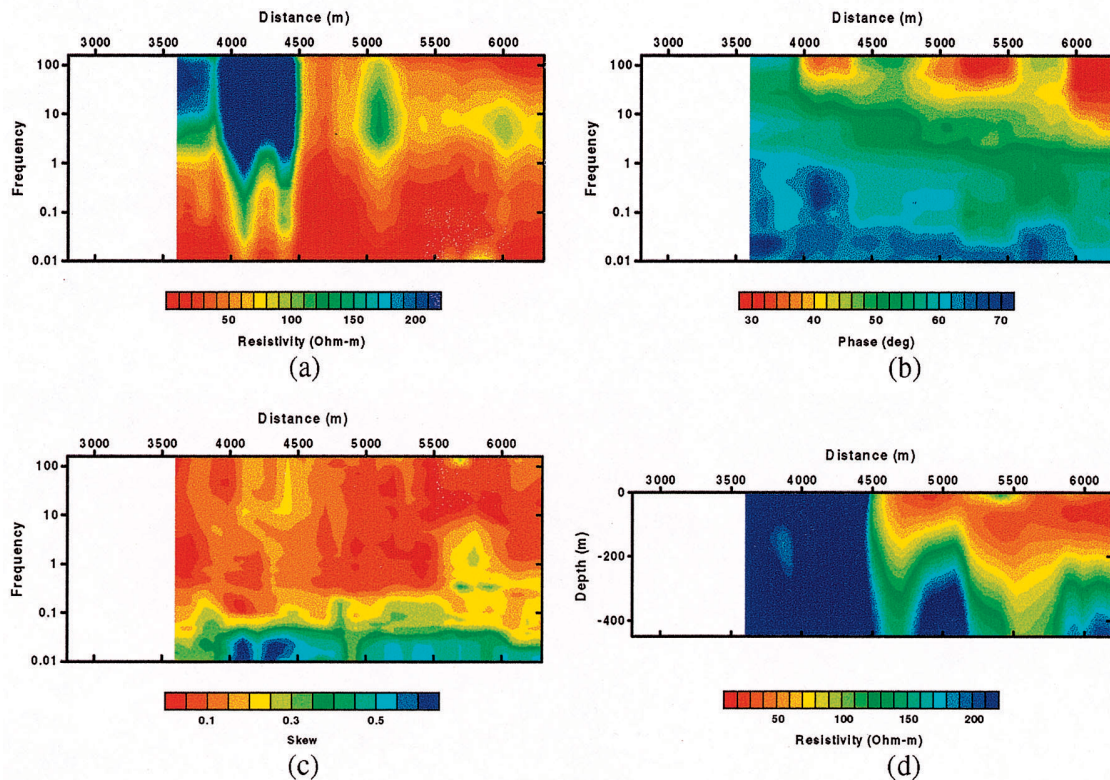 Distance (m)
3000 3500 4000 4500 5000 5500 6000
Frequency
100
10
1
0.1
0.01
50 100 150 200
Resistivity (Ohm-m)
(a)
Distance (m)
3000 3500 4000 4500 5000 5500 6000
Frequency
100
10
1
0.1
0.01
30 40 50 60 70
Phase (deg)
(b)
Distance (m)
3000 3500 4000 4500 5000 5500 6000
Frequency
100
10
1
0.1
0.01
0.1 0.3 0.5
Skew
(c)
Distance (m)
3000 3500 4000 4500 5000 5500 6000
Depth (m)
0
-200
-400
50 100 150 200
Resistivity (Ohm-m)
(d)